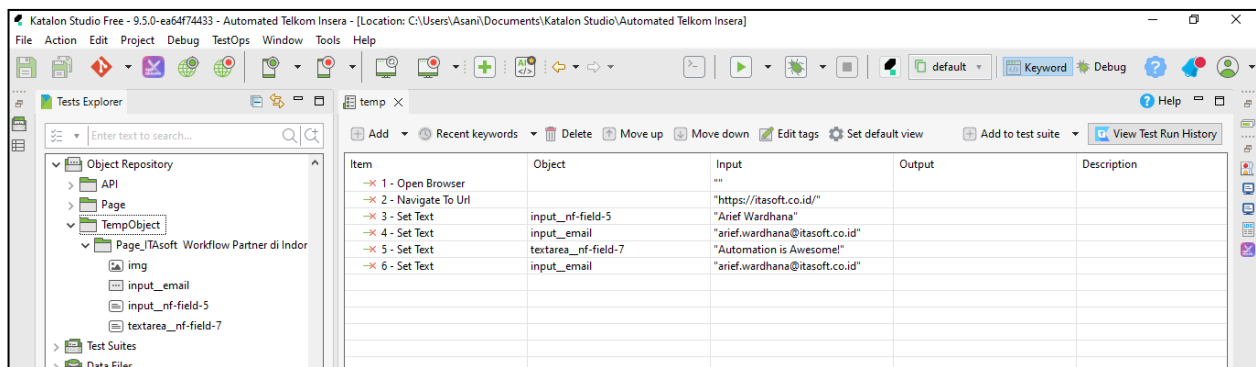 Katalon Studio Free - 9.5.0-ea64f74433 - Automated Telkom Insera - [Location: C:\Users\Asani\Documents\Katalon Studio\Automated Telkom Insera]
File Action Edit Project Debug TestOps Window Tools Help
default Keyword Debug
Tests Explorer
temp
Help
Enter text to search...
Add Recent keywords Delete Move up Move down Edit tags Set default view Add to test suite View Test Run History
Object Repository
API
Page
TempObject
Page_ITAsoft Workflow Partner di Indor
img
input__email
input__nf-field-5
textarea__nf-field-7
Test Suites
Data Files
Item Object Input Output Description
1 - Open Browser ""
2 - Navigate To Url "https://itasoft.co.id/"
3 - Set Text input__nf-field-5 "Arief Wardhana"
4 - Set Text input__email "arief.wardhana@itasoft.co.id"
5 - Set Text textarea__nf-field-7 "Automation is Awesome!"
6 - Set Text input__email "arief.wardhana@itasoft.co.id"